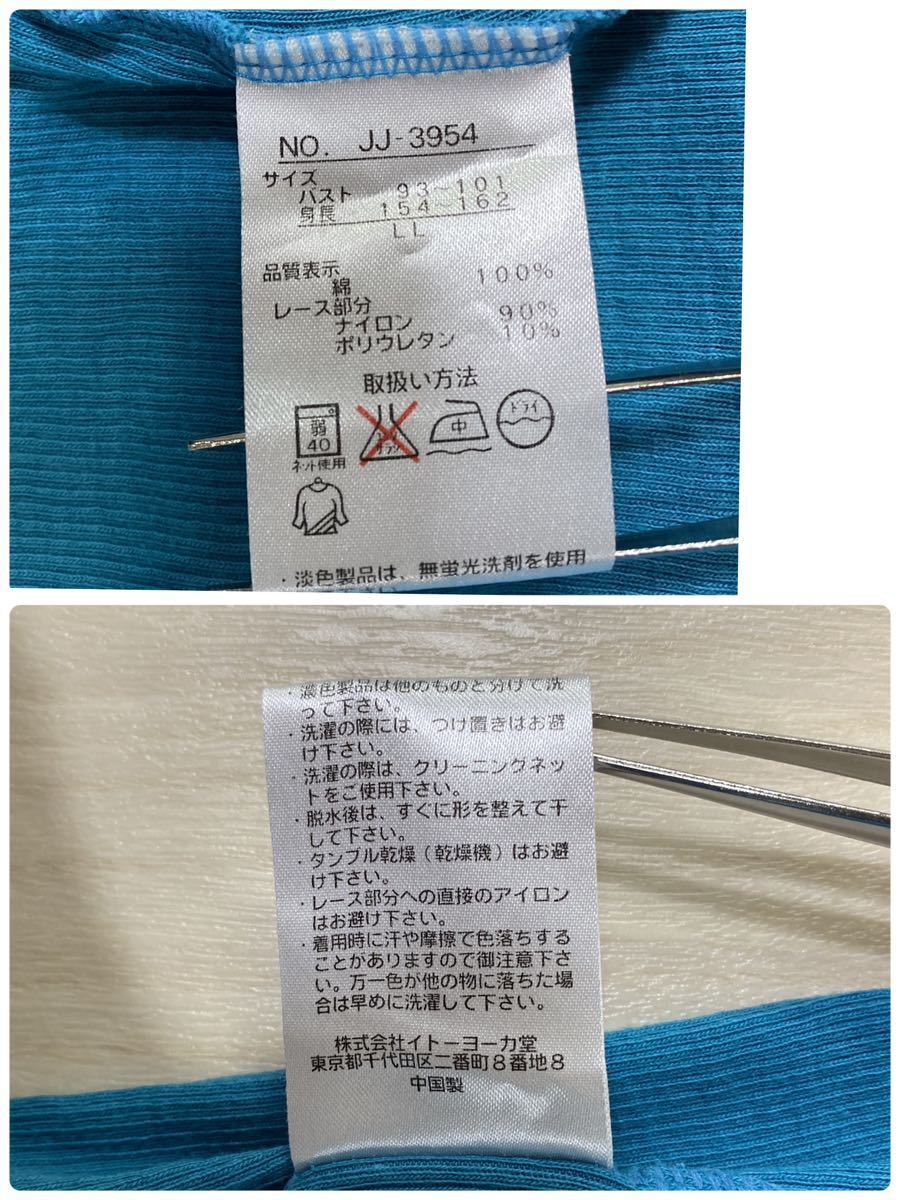 NO. JJ-3954
サイズ
バスト 93~101
身長 154~162
LL
品質表示
綿 100%
レース部分
ナイロン 90%
ポリウレタン 10%
取扱い方法
弱
40
ネット使用
エンソ
サラシ
中
ドライ
・淡色製品は、無蛍光洗剤を使用
・濃色製品は他のものと分けて洗
って下さい。
・洗濯の際には、つけ置きはお避
け下さい。
・洗濯の際は、クリーニングネッ
トをご使用下さい。
・脱水後は、すぐに形を整えて干
して下さい。
・タンブル乾燥(乾燥機)はお避
け下さい。
・レース部分への直接のアイロン
はお避け下さい。
・着用時に汗や摩擦で色落ちする
ことがありますので御注意下さ
い。万一色が他の物に落ちた場
合は早めに洗濯して下さい。
株式会社イトーヨーカ堂
東京都千代田区二番町8番地8
中国製